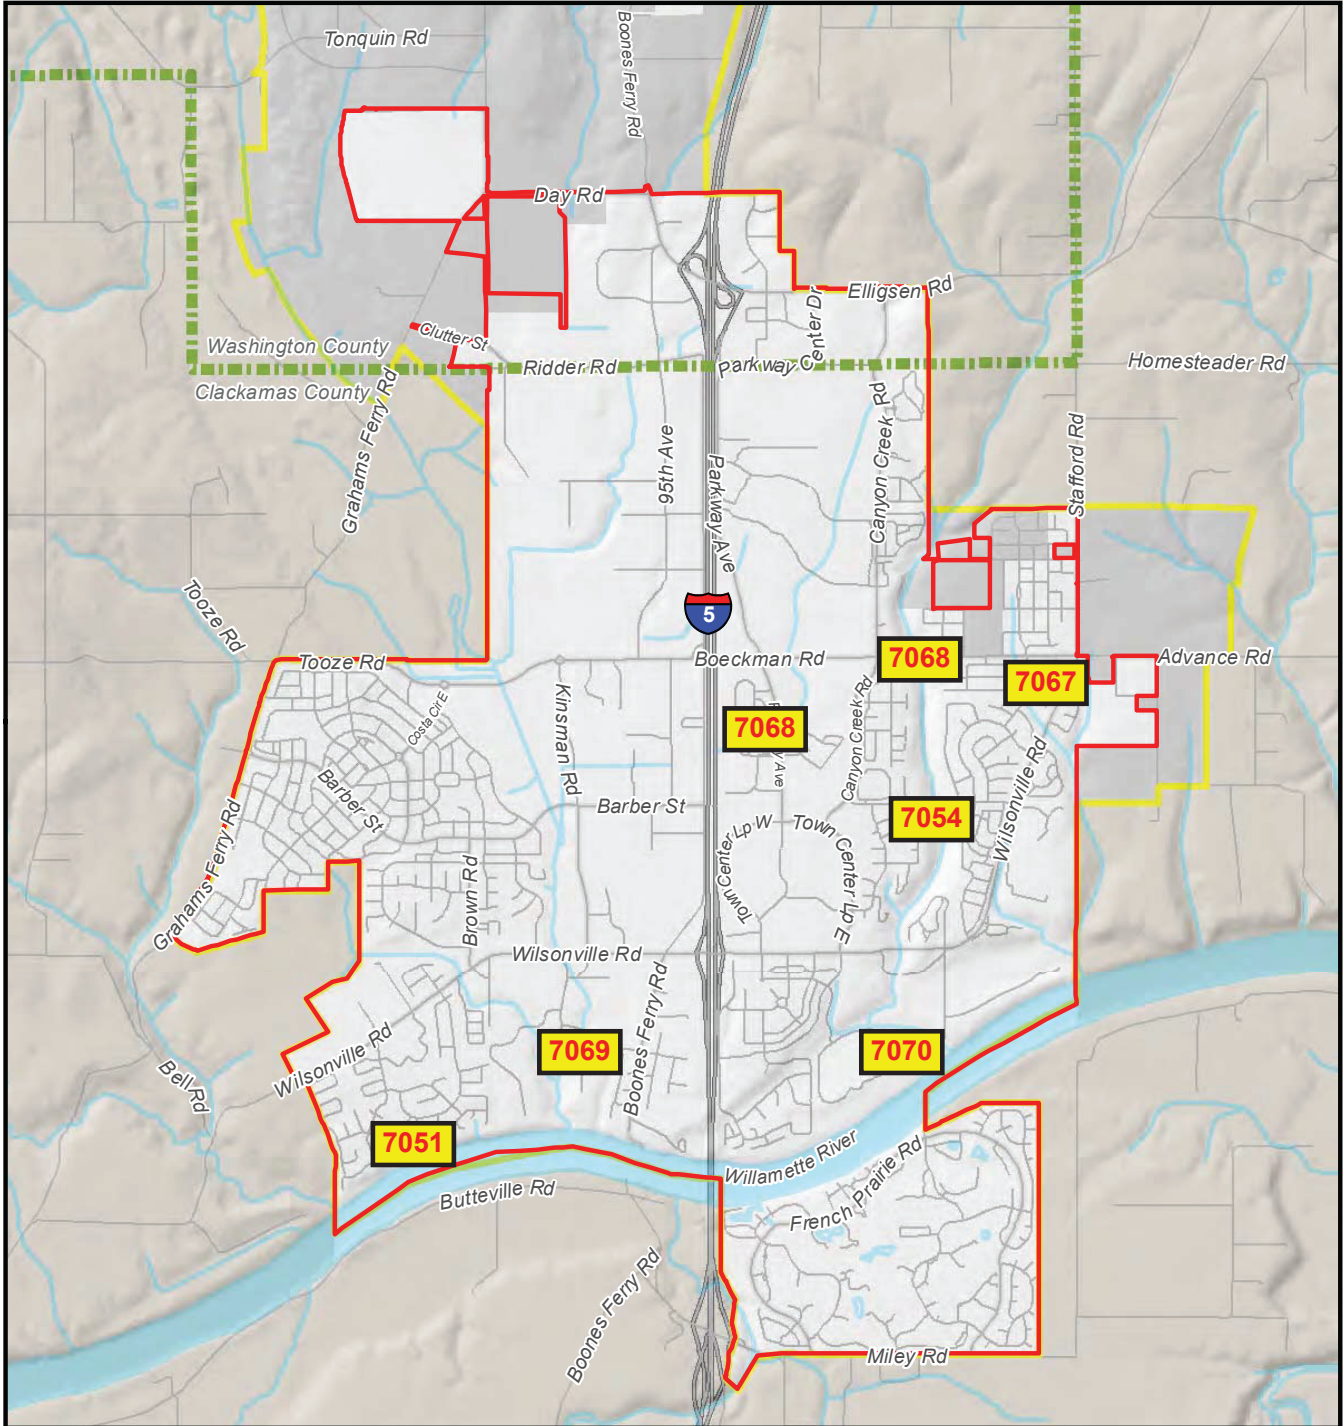 Tonquin Rd
Boones Ferry Rd
Day Rd
Elligsen Rd
Parkway Center Dr
Clutter St
Washington County
Clackamas County
Ridder Rd
Homesteader Rd
Grahams Ferry Rd
95th Ave
Parkway Ave
Canyon Creek Rd
Stafford Rd
Tooze Rd
5
Tooze Rd
Boeckman Rd
7068
7067
Advance Rd
Costa Cir E
Kinsman Rd
7068
Canyon Creek Rd
Wilsonville Rd
Barber St
Barber St
7054
Town Center Lp W
Town Center Lp E
Grahams Ferry Rd
Brown Rd
Wilsonville Rd
Boones Ferry Rd
Wilsonville Rd
7069
7070
Bell Rd
7051
Willamette River
Butteville Rd
French Prairie Rd
Boones Ferry Rd
Miley Rd